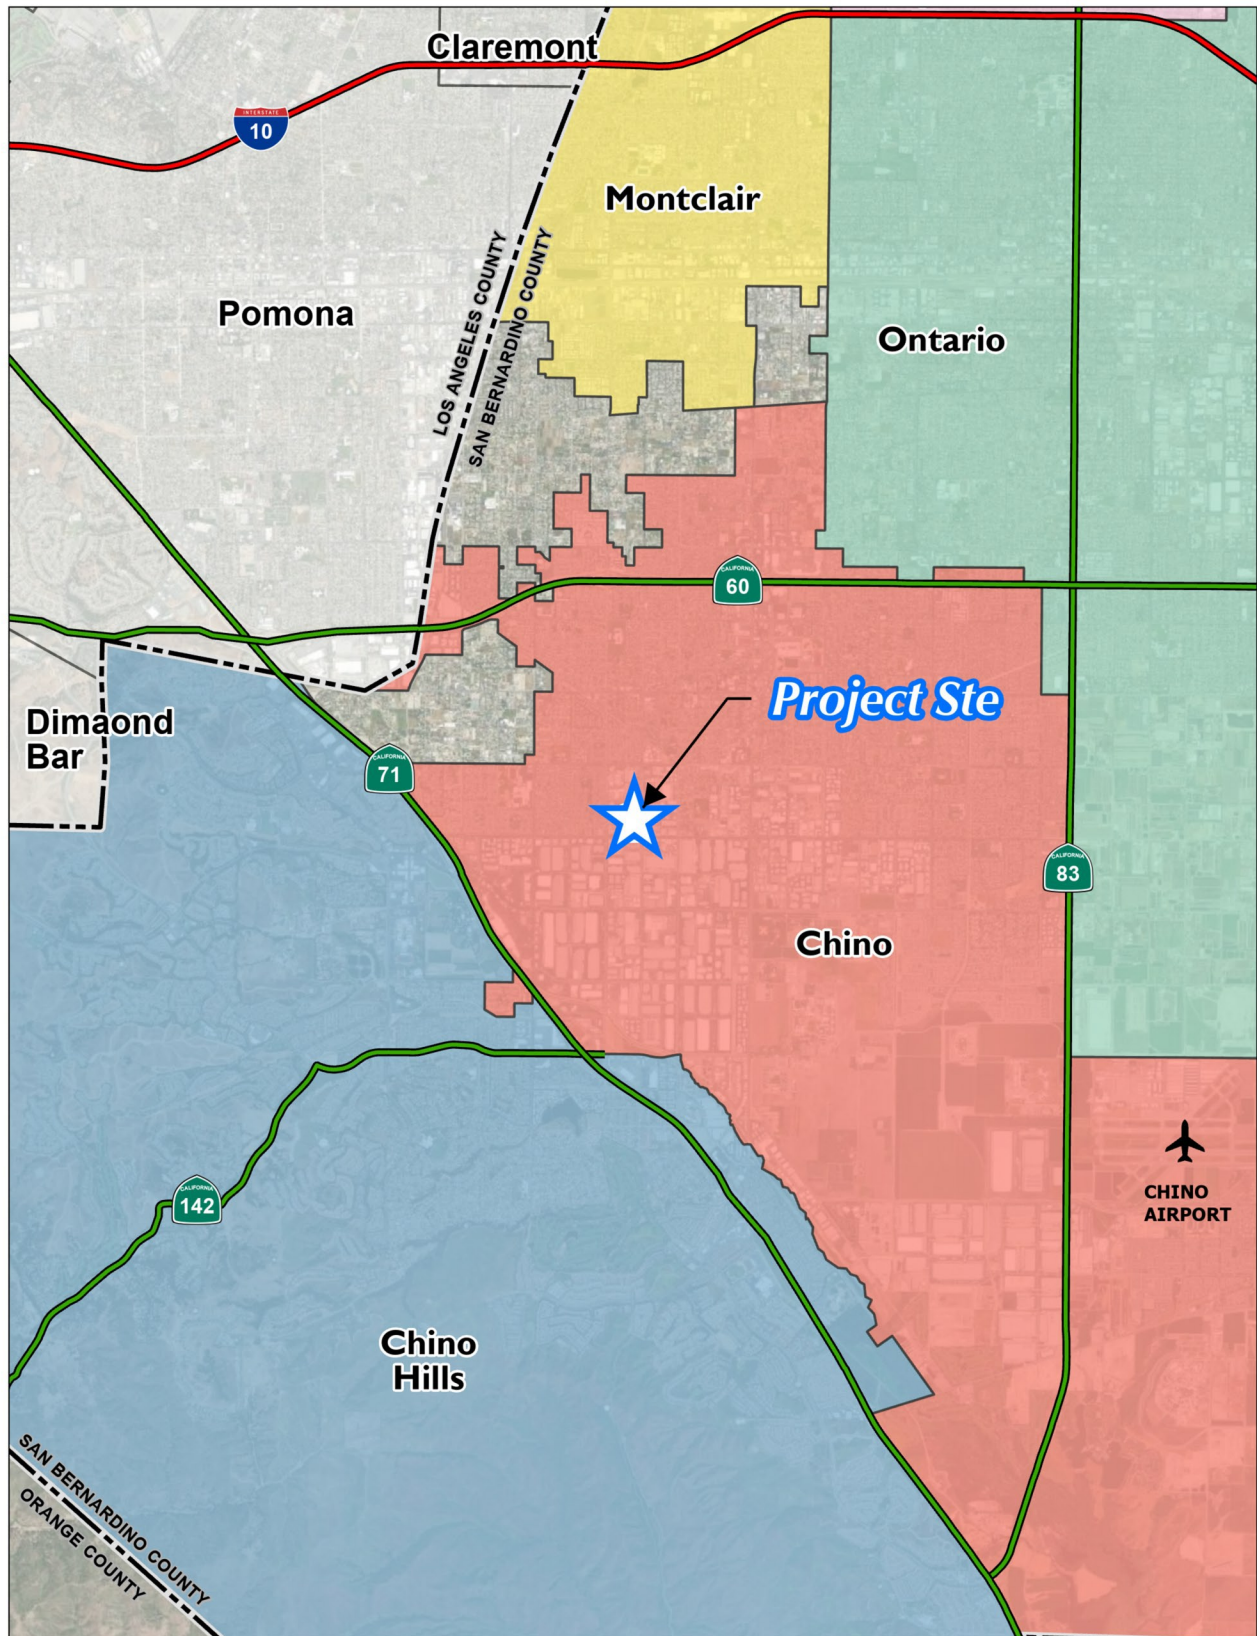 Claremont
INTERSTATE
10
Montclair
LOS ANGELES COUNTY
SAN BERNARDINO COUNTY
Pomona
Ontario
CALIFORNIA
60
Project Ste
Dimaond
Bar
CALIFORNIA
71
CALIFORNIA
83
Chino
CHINO
AIRPORT
CALIFORNIA
142
Chino
Hills
SAN BERNARDINO COUNTY
ORANGE COUNTY